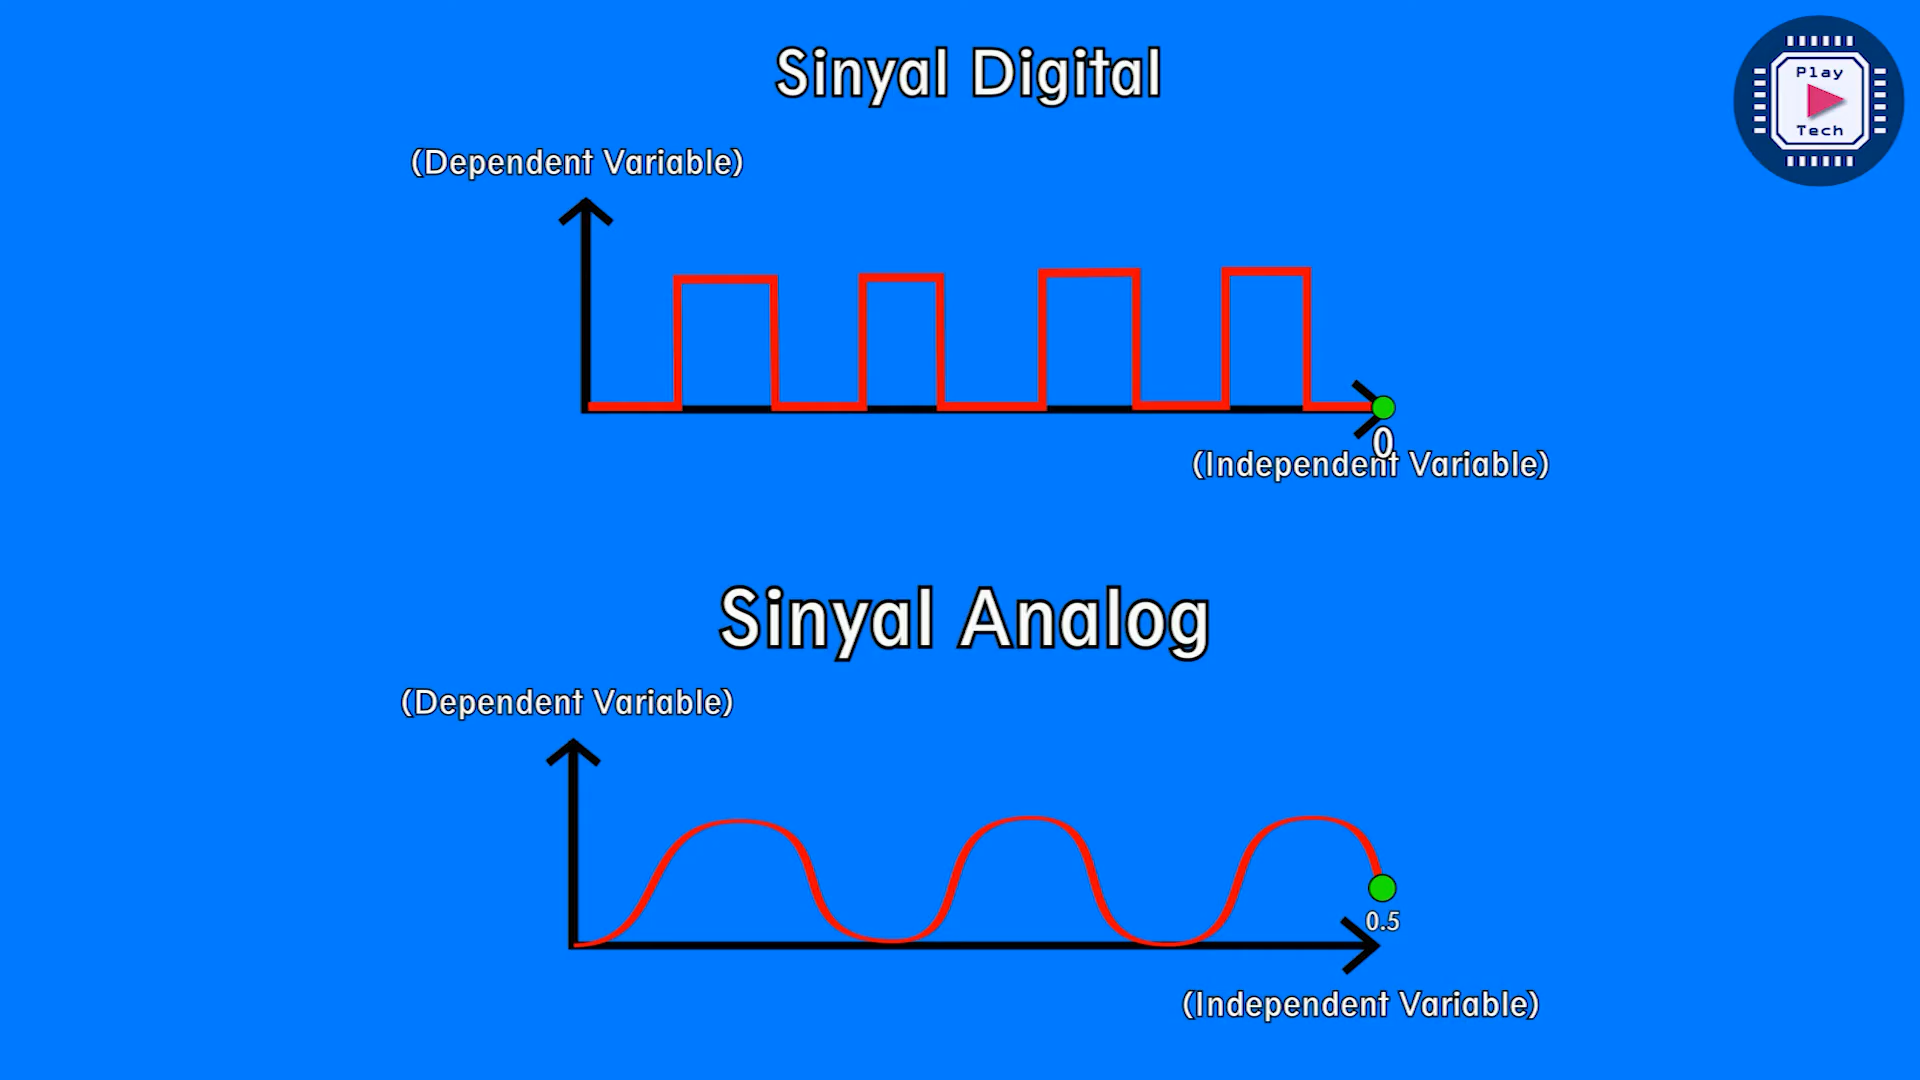 Sinyal Digital
Play
Tech
(Dependent Variable)
0
(Independent Variable)
Sinyal Analog
(Dependent Variable)
0.5
(Independent Variable)